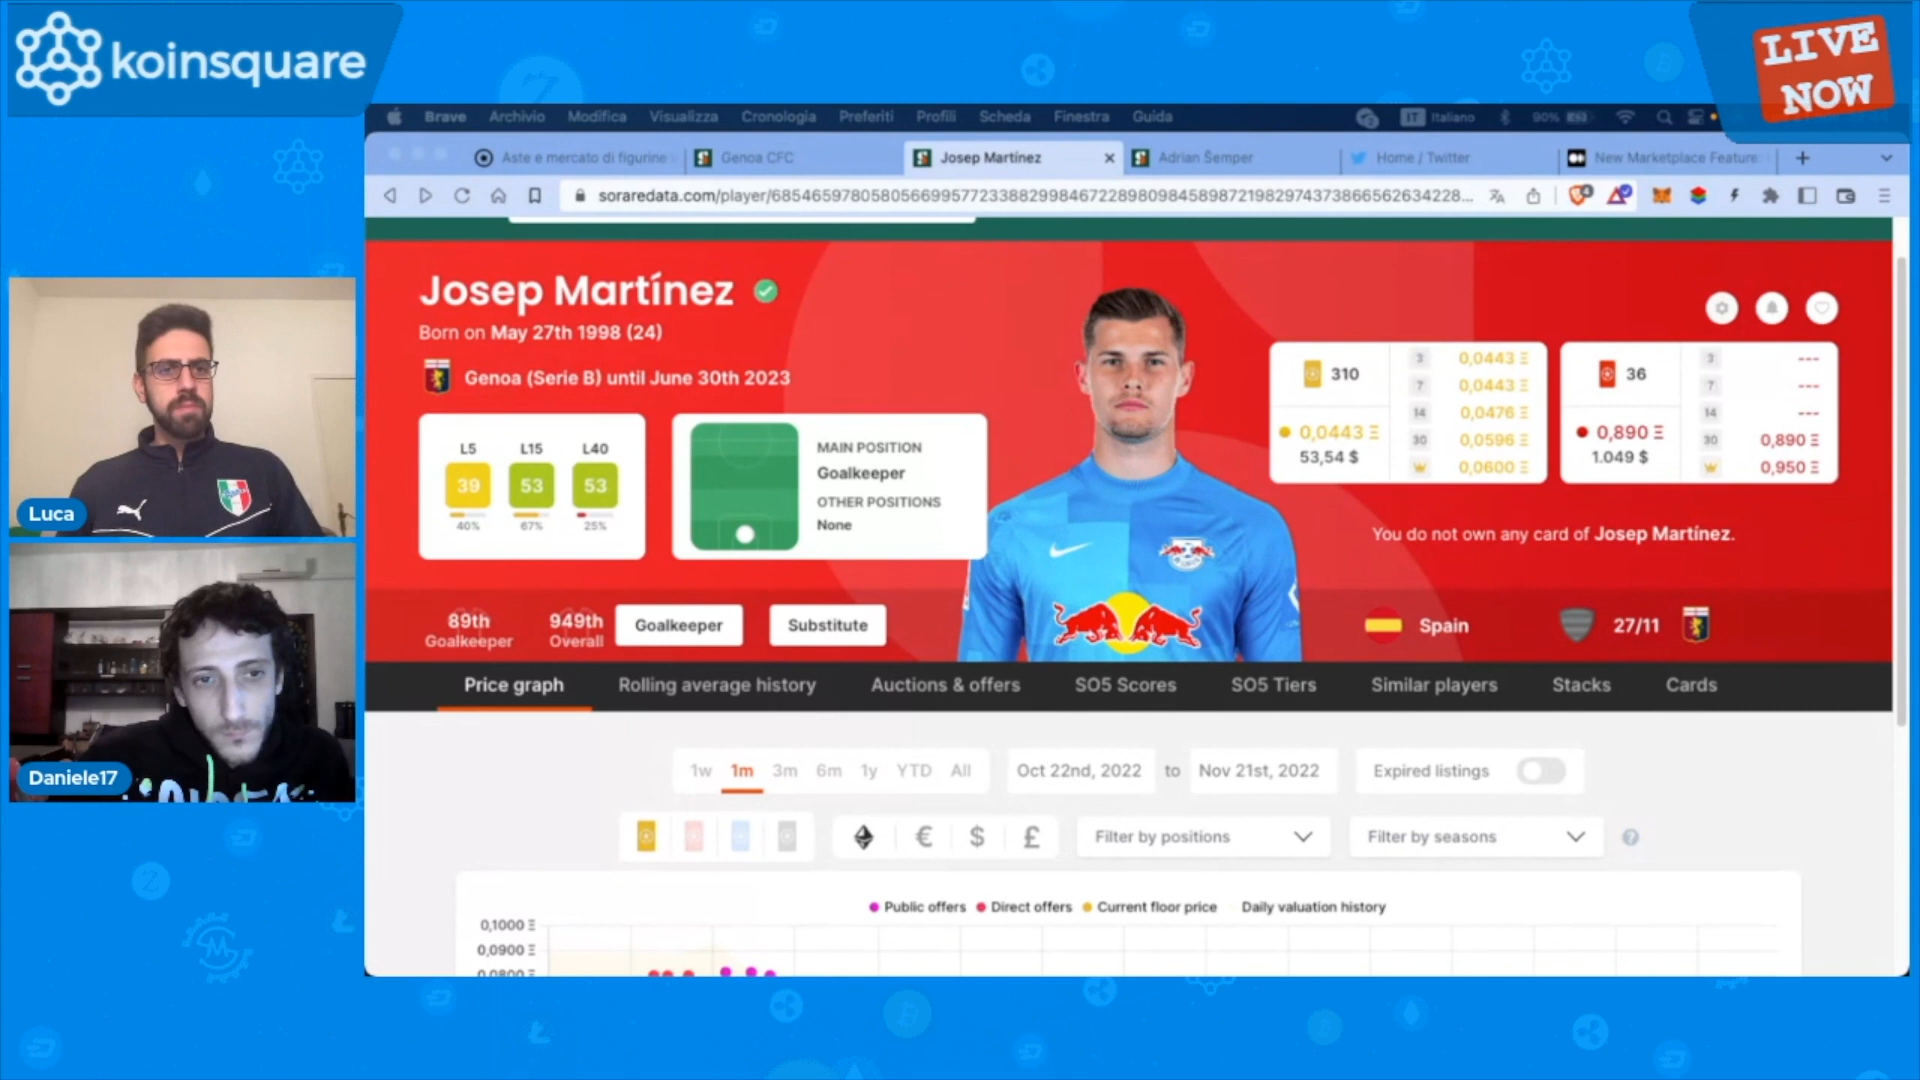 koinsquare
LIVE
NOW
Brave Archivio Modifica Visualizza Cronologia Preferiti Profili Scheda Finestra Guida
IT Italiano 90%
Aste e mercato di figurine
Genoa CFC
Josep Martínez
Adrian Šemper
Home / Twitter
New Marketplace Feature
soraredata.com/player/6854659780580566995772338829984672289809845898721982974373866562634228...
Josep Martínez
Born on May 27th 1998 (24)
Genoa (Serie B) until June 30th 2023
L5 L15 L40
39 53 53
40% 67% 25%
MAIN POSITION
Goalkeeper
OTHER POSITIONS
None
310
0,0443 Ξ
53,54 $
3 0,0443 Ξ
7 0,0443 Ξ
14 0,0476 Ξ
30 0,0596 Ξ
0,0600 Ξ
36
0,890 Ξ
1.049 $
3 ---
7 ---
14 ---
30 0,890 Ξ
0,950 Ξ
You do not own any card of Josep Martínez.
89th
Goalkeeper
949th
Overall
Goalkeeper
Substitute
Spain
27/11
Price graph Rolling average history Auctions & offers SO5 Scores SO5 Tiers Similar players Stacks Cards
1w 1m 3m 6m 1y YTD All
Oct 22nd, 2022 to Nov 21st, 2022
Expired listings
€ $ £
Filter by positions
Filter by seasons
?
Public offers Direct offers Current floor price Daily valuation history
0,1000 Ξ
0,0900 Ξ
0,0800 Ξ
Luca
Daniele17